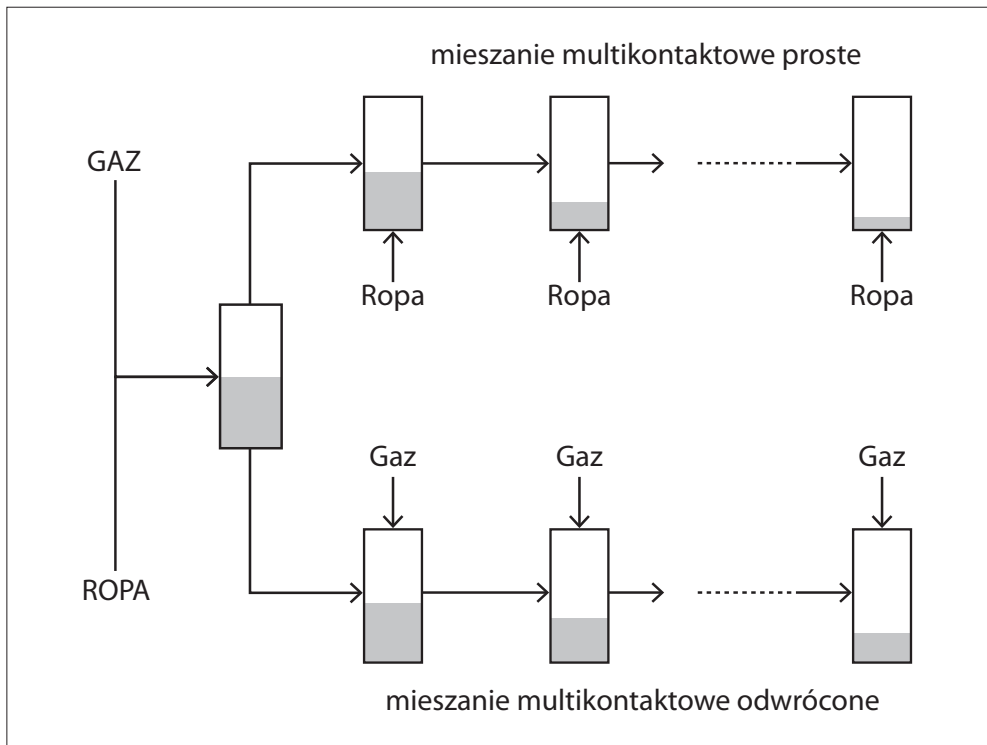 mieszanie multikontaktowe proste
GAZ
Ropa
Ropa
Ropa
Gaz
Gaz
Gaz
ROPA
mieszanie multikontaktowe odwrócone